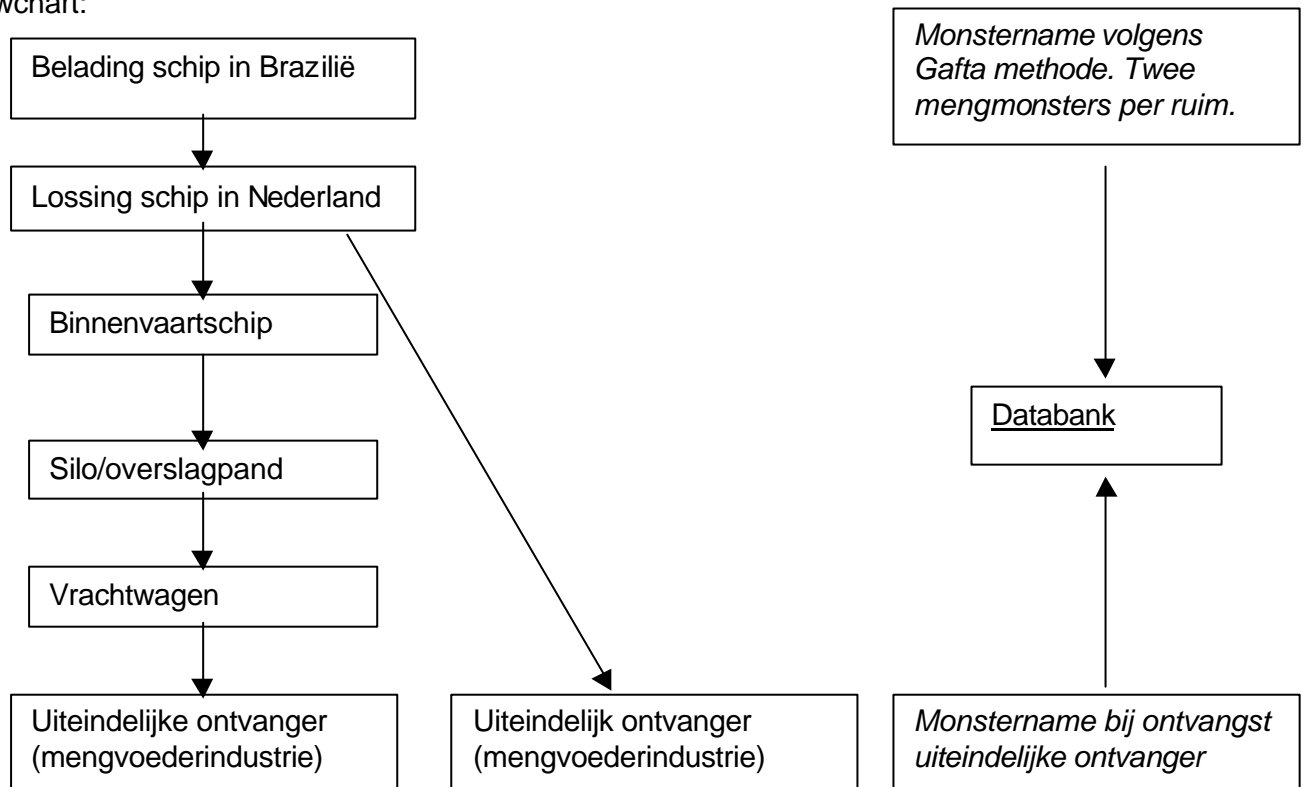 wchart:
Belading schip in Brazilië
Lossing schip in Nederland
Binnenvaartschip
Silo/overslagpand
Vrachtwagen
Uiteindelijke ontvanger
(mengvoederindustrie)
Uiteindelijk ontvanger
(mengvoederindustrie)
Monstername volgens
Gafta methode. Twee
mengmonsters per ruim.
Databank
Monstername bij ontvangst
uiteindelijke ontvanger